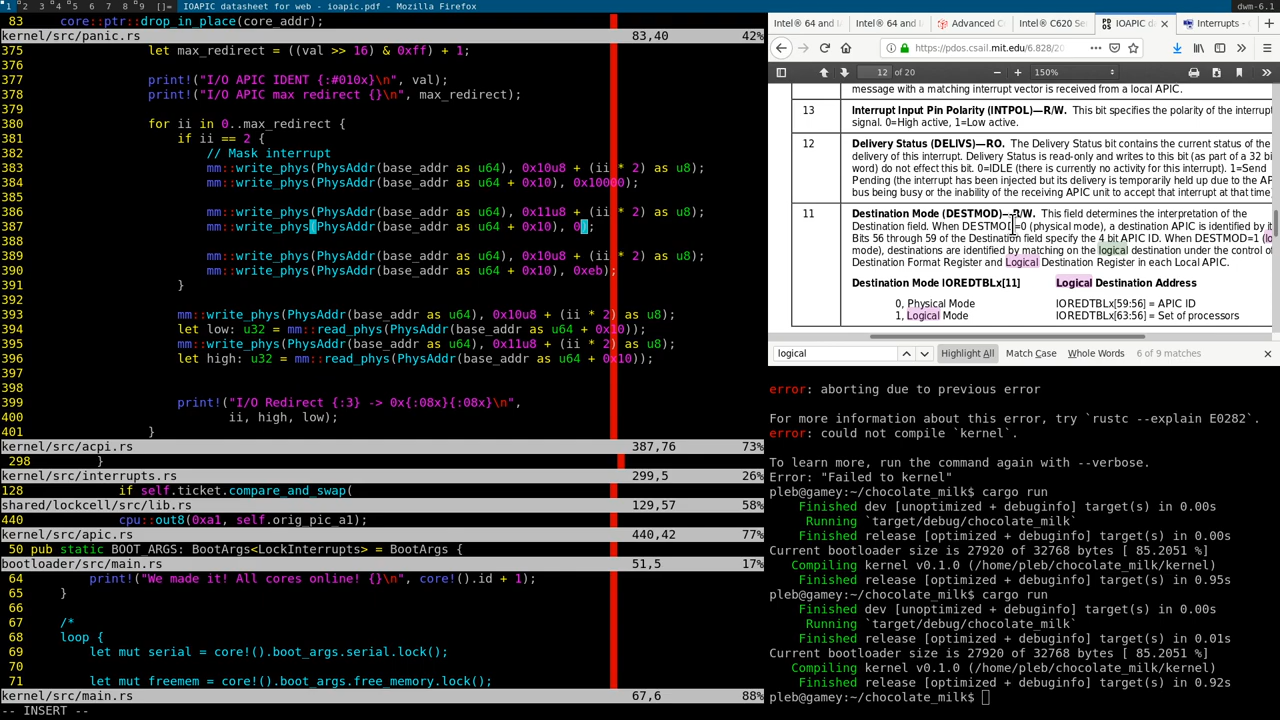 1 2 3 4 5 6 7 8 9 []= IOAPIC datasheet for web - ioapic.pdf - Mozilla Firefox dwm-6.1
83     core::ptr::drop_in_place(core_addr);
kernel/src/panic.rs 83,40 42%
375                 let max_redirect = ((val >> 16) & 0xff) + 1;
376
377                 print!("I/O APIC IDENT {:#010x}\n", val);
378                 print!("I/O APIC max redirect {}\n", max_redirect);
379
380                 for ii in 0..max_redirect {
381                     if ii == 2 {
382                         // Mask interrupt
383                         mm::write_phys(PhysAddr(base_addr as u64), 0x10u8 + (ii * 2) as u8);
384                         mm::write_phys(PhysAddr(base_addr as u64 + 0x10), 0x10000);
385
386                         mm::write_phys(PhysAddr(base_addr as u64), 0x11u8 + (ii * 2) as u8);
387                         mm::write_phys(PhysAddr(base_addr as u64 + 0x10), 0);
388
389                         mm::write_phys(PhysAddr(base_addr as u64), 0x10u8 + (ii * 2) as u8);
390                         mm::write_phys(PhysAddr(base_addr as u64 + 0x10), 0xeb);
391                     }
392
393                     mm::write_phys(PhysAddr(base_addr as u64), 0x10u8 + (ii * 2) as u8);
394                     let low: u32 = mm::read_phys(PhysAddr(base_addr as u64 + 0x10));
395                     mm::write_phys(PhysAddr(base_addr as u64), 0x11u8 + (ii * 2) as u8);
396                     let high: u32 = mm::read_phys(PhysAddr(base_addr as u64 + 0x10));
397
398
399                     print!("I/O Redirect {:3} -> 0x{:08x}{:08x}\n",
400                            ii, high, low);
401                 }
kernel/src/acpi.rs 387,76 73%
298         }
kernel/src/interrupts.rs 299,5 26%
128             if self.ticket.compare_and_swap(
shared/lockcell/src/lib.rs 129,57 58%
440             cpu::out8(0xa1, self.orig_pic_a1);
kernel/src/apic.rs 440,42 77%
50 pub static BOOT_ARGS: BootArgs<LockInterrupts> = BootArgs {
bootloader/src/main.rs 51,5 17%
64         print!("We made it! All cores online! {}\n", core!().id + 1);
65     }
66
67     /*
68     loop {
69         let mut serial = core!().boot_args.serial.lock();
70
71         let mut freemem = core!().boot_args.free_memory.lock();
kernel/src/main.rs 67,6 88%
-- INSERT --
Intel® 64 and I Intel® 64 and I Advanced C Intel® C620 Se IOAPIC dat Interrupts -
https://pdos.csail.mit.edu/6.828/20
12 of 20 150%
message with a matching interrupt vector is received from a local APIC.
13 Interrupt Input Pin Polarity (INTPOL)—R/W. This bit specifies the polarity of the interrupt
signal. 0=High active, 1=Low active.
12 Delivery Status (DELIVS)—RO. The Delivery Status bit contains the current status of the
delivery of this interrupt. Delivery Status is read-only and writes to this bit (as part of a 32 bi
word) do not effect this bit. 0=IDLE (there is currently no activity for this interrupt). 1=Send
Pending (the interrupt has been injected but its delivery is temporarily held up due to the AP
bus being busy or the inability of the receiving APIC unit to accept that interrupt at that time
11 Destination Mode (DESTMOD)—R/W. This field determines the interpretation of the
Destination field. When DESTMOD=0 (physical mode), a destination APIC is identified by it
Bits 56 through 59 of the Destination field specify the 4 bit APIC ID. When DESTMOD=1 (lo
mode), destinations are identified by matching on the logical destination under the control of
Destination Format Register and Logical Destination Register in each Local APIC.
Destination Mode IOREDTBLx[11] Logical Destination Address
0, Physical Mode IOREDTBLx[59:56] = APIC ID
1, Logical Mode IOREDTBLx[63:56] = Set of processors
logical Highlight All Match Case Whole Words 6 of 9 matches
error: aborting due to previous error
For more information about this error, try `rustc --explain E0282`.
error: could not compile `kernel`.
To learn more, run the command again with --verbose.
Error: "Failed to kernel"
pleb@gamey:~/chocolate_milk$ cargo run
    Finished dev [unoptimized + debuginfo] target(s) in 0.00s
     Running `target/debug/chocolate_milk`
    Finished release [optimized + debuginfo] target(s) in 0.00s
Current bootloader size is 27920 of 32768 bytes [ 85.2051 %]
   Compiling kernel v0.1.0 (/home/pleb/chocolate_milk/kernel)
    Finished release [optimized + debuginfo] target(s) in 0.95s
pleb@gamey:~/chocolate_milk$ cargo run
    Finished dev [unoptimized + debuginfo] target(s) in 0.00s
     Running `target/debug/chocolate_milk`
    Finished release [optimized + debuginfo] target(s) in 0.01s
Current bootloader size is 27920 of 32768 bytes [ 85.2051 %]
   Compiling kernel v0.1.0 (/home/pleb/chocolate_milk/kernel)
    Finished release [optimized + debuginfo] target(s) in 0.92s
pleb@gamey:~/chocolate_milk$